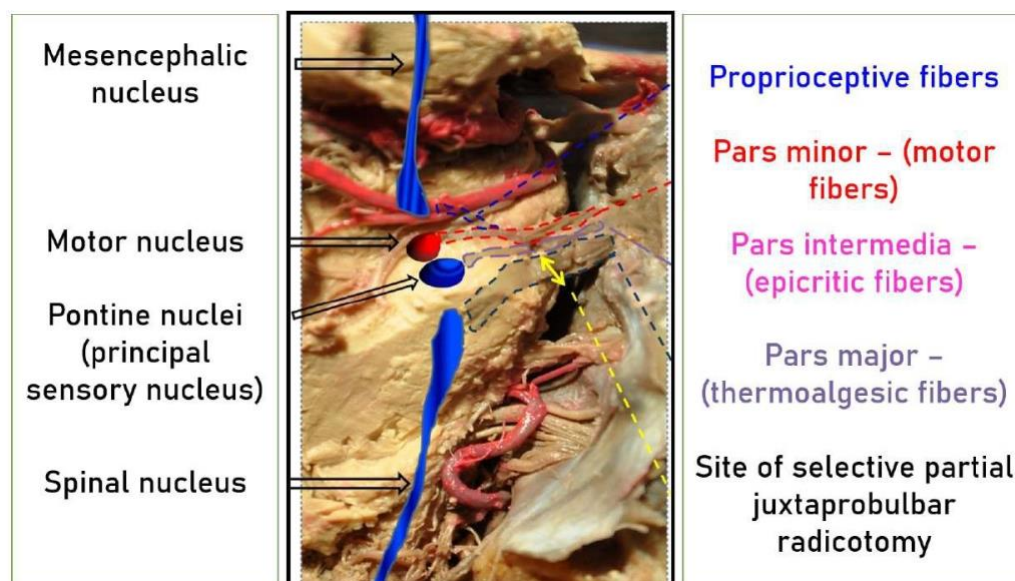 Mesencephalic
nucleus
Motor nucleus
Pontine nuclei
(principal
sensory nucleus)
Spinal nucleus
Proprioceptive fibers
Pars minor – (motor
fibers)
Pars intermedia –
(epicritic fibers)
Pars major –
(thermoalgesic fibers)
Site of selective partial
juxtaprobulbar
radicotomy